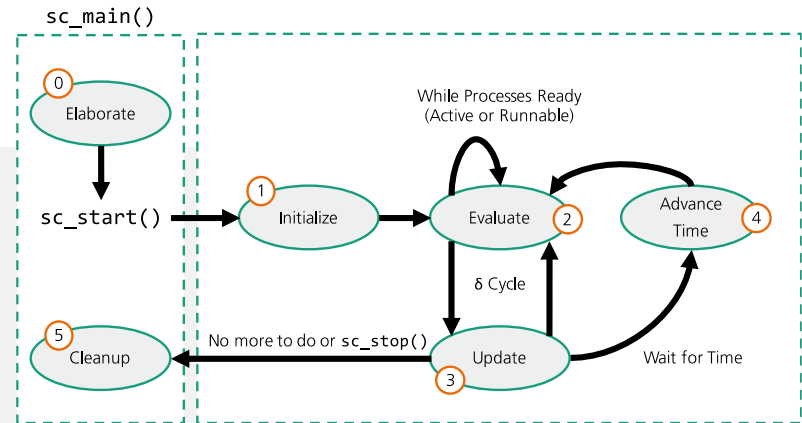 sc_main()
0
Elaborate
While Processes Ready
(Active or Runnable)
1
sc_start()
Initialize
Evaluate
2
Advance
Time
4
δ Cycle
5
Cleanup
No more to do or sc_stop()
Update
3
Wait for Time